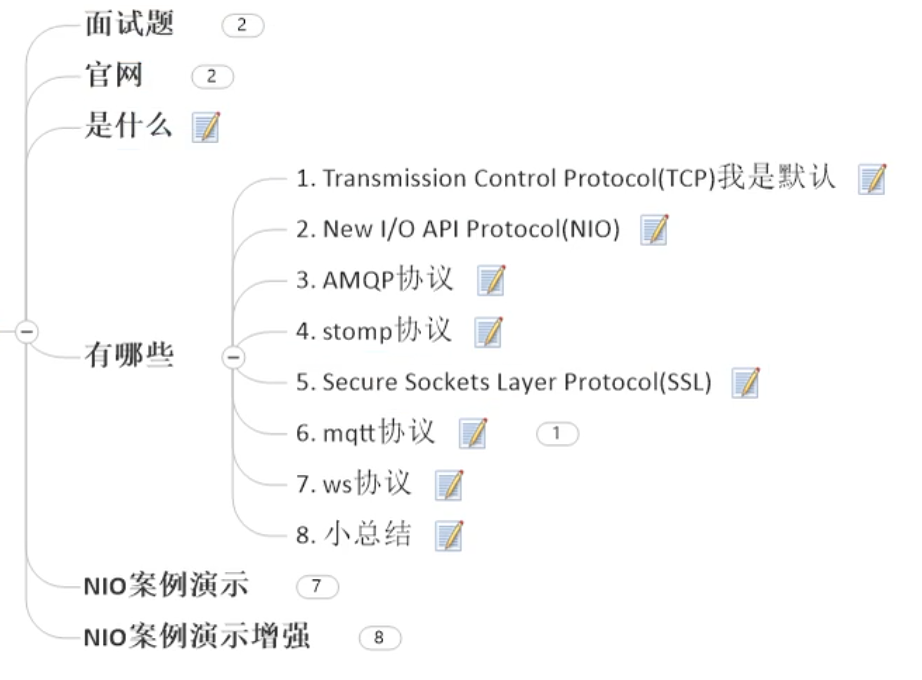 面试题 2
官网 2
是什么
1. Transmission Control Protocol(TCP)我是默认
2. New I/O API Protocol(NIO)
3. AMQP协议
4. stomp协议
有哪些
5. Secure Sockets Layer Protocol(SSL)
6. mqtt协议 1
7. ws协议
8. 小总结
NIO案例演示 7
NIO案例演示增强 8